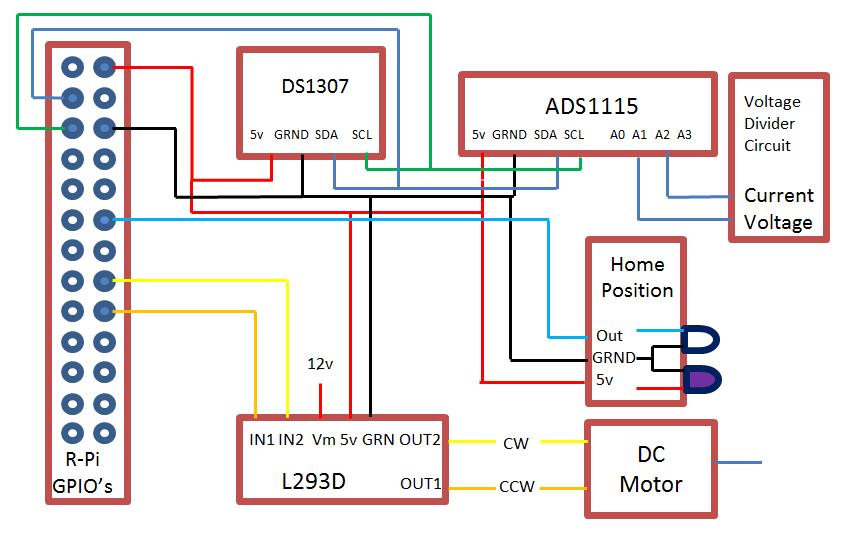 DS1307
5v GRND SDA SCL
ADS1115
5v GRND SDA SCL A0 A1 A2 A3
Voltage
Divider
Circuit
Current
Voltage
Home
Position
Out
GRND
5v
12v
IN1 IN2 Vm 5v GRN OUT2
L293D
OUT1
CW
CCW
DC
Motor
R-Pi
GPIO's